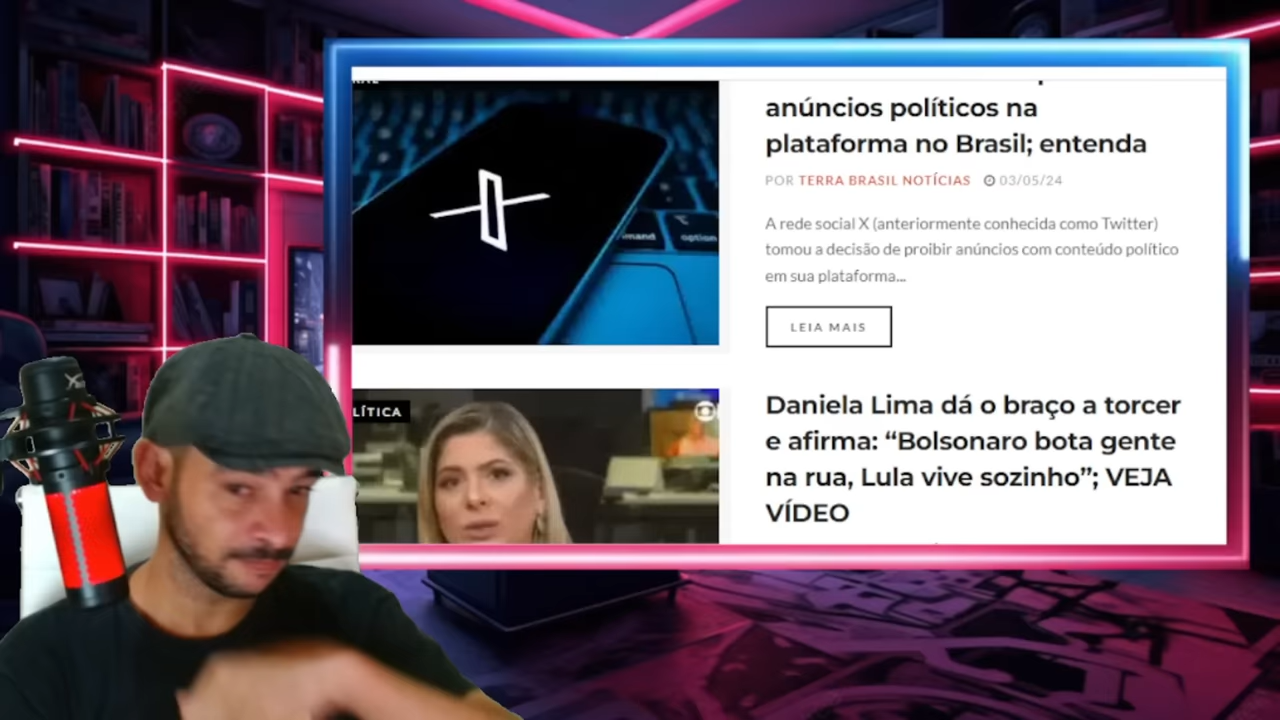 anúncios políticos na
plataforma no Brasil; entenda
POR TERRA BRASIL NOTÍCIAS 03/05/24
A rede social X (anteriormente conhecida como Twitter)
tomou a decisão de proibir anúncios com conteúdo político
em sua plataforma...
LEIA MAIS
option
LÍTICA
Daniela Lima dá o braço a torcer
e afirma: “Bolsonaro bota gente
na rua, Lula vive sozinho”; VEJA
VÍDEO